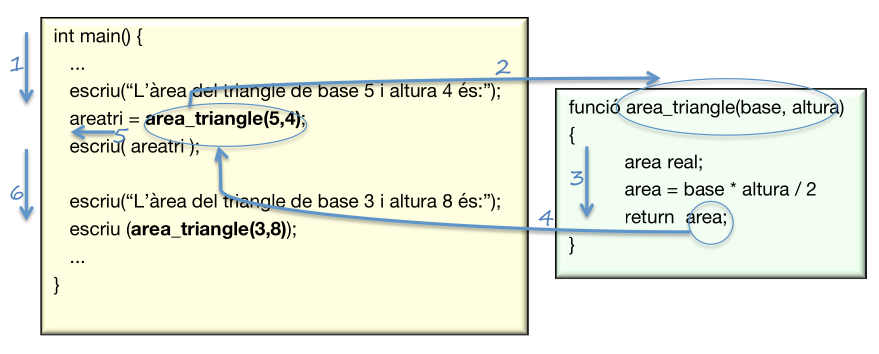 int main() {
...
escriu(“L’àrea del triangle de base 5 i altura 4 és:”);
areatri = area_triangle(5,4);
escriu( areatri );
escriu(“L’àrea del triangle de base 3 i altura 8 és:”);
escriu (area_triangle(3,8));
...
}
funció area_triangle(base, altura)
{
area real;
area = base * altura / 2
return area;
}
1
2
3
4
5
6